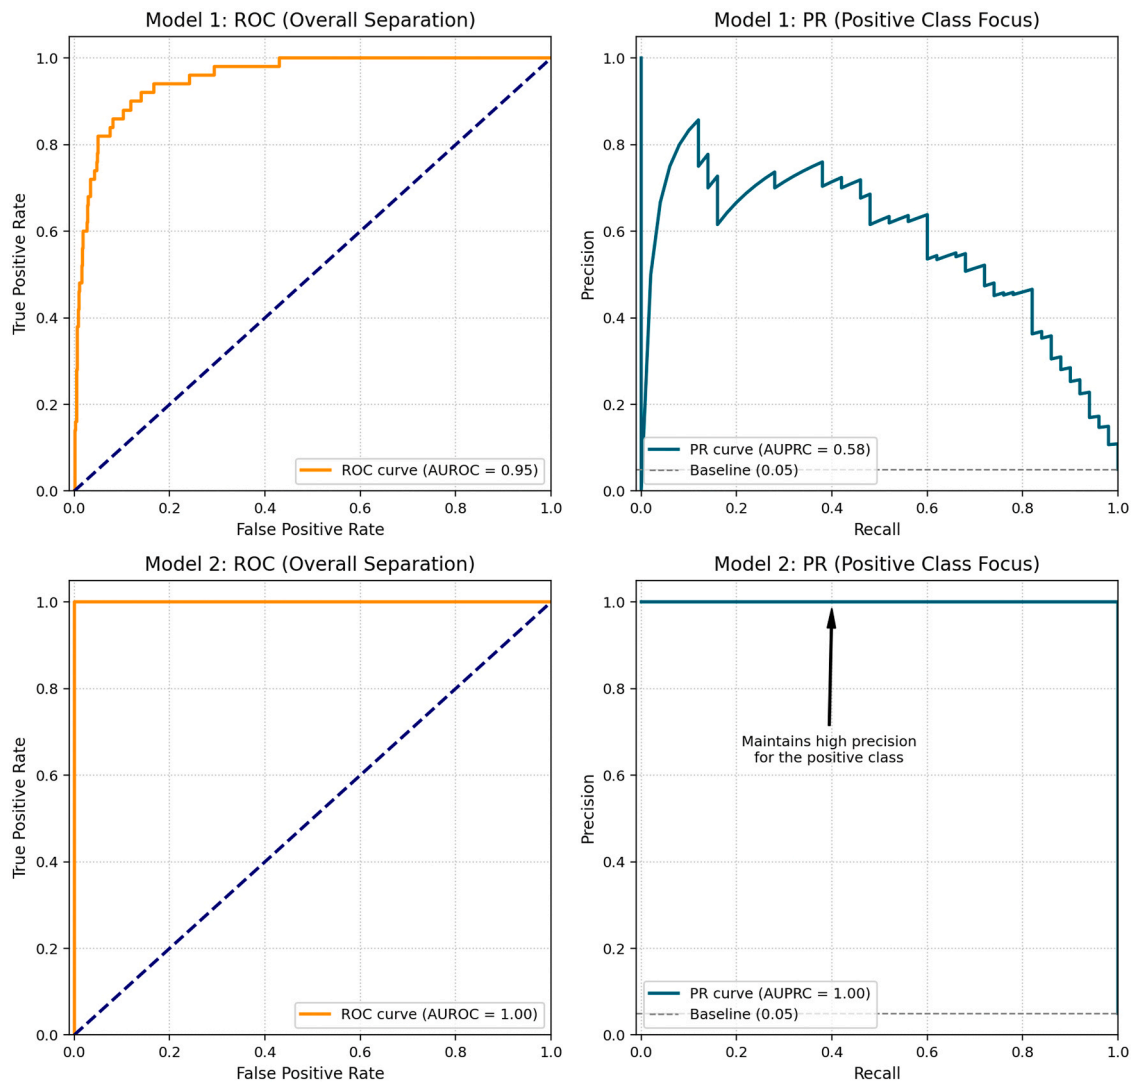 Model 1: ROC (Overall Separation)
1.0
0.8
0.6
0.4
0.2
0.0
True Positive Rate
0.0 0.2 0.4 0.6 0.8 1.0
False Positive Rate
ROC curve (AUROC = 0.95)
Model 1: PR (Positive Class Focus)
1.0
0.8
0.6
0.4
0.2
0.0
Precision
0.0 0.2 0.4 0.6 0.8 1.0
Recall
PR curve (AUPRC = 0.58)
Baseline (0.05)
Model 2: ROC (Overall Separation)
1.0
0.8
0.6
0.4
0.2
0.0
True Positive Rate
0.0 0.2 0.4 0.6 0.8 1.0
False Positive Rate
ROC curve (AUROC = 1.00)
Model 2: PR (Positive Class Focus)
1.0
0.8
0.6
0.4
0.2
0.0
Precision
0.0 0.2 0.4 0.6 0.8 1.0
Recall
Maintains high precision
for the positive class
PR curve (AUPRC = 1.00)
Baseline (0.05)